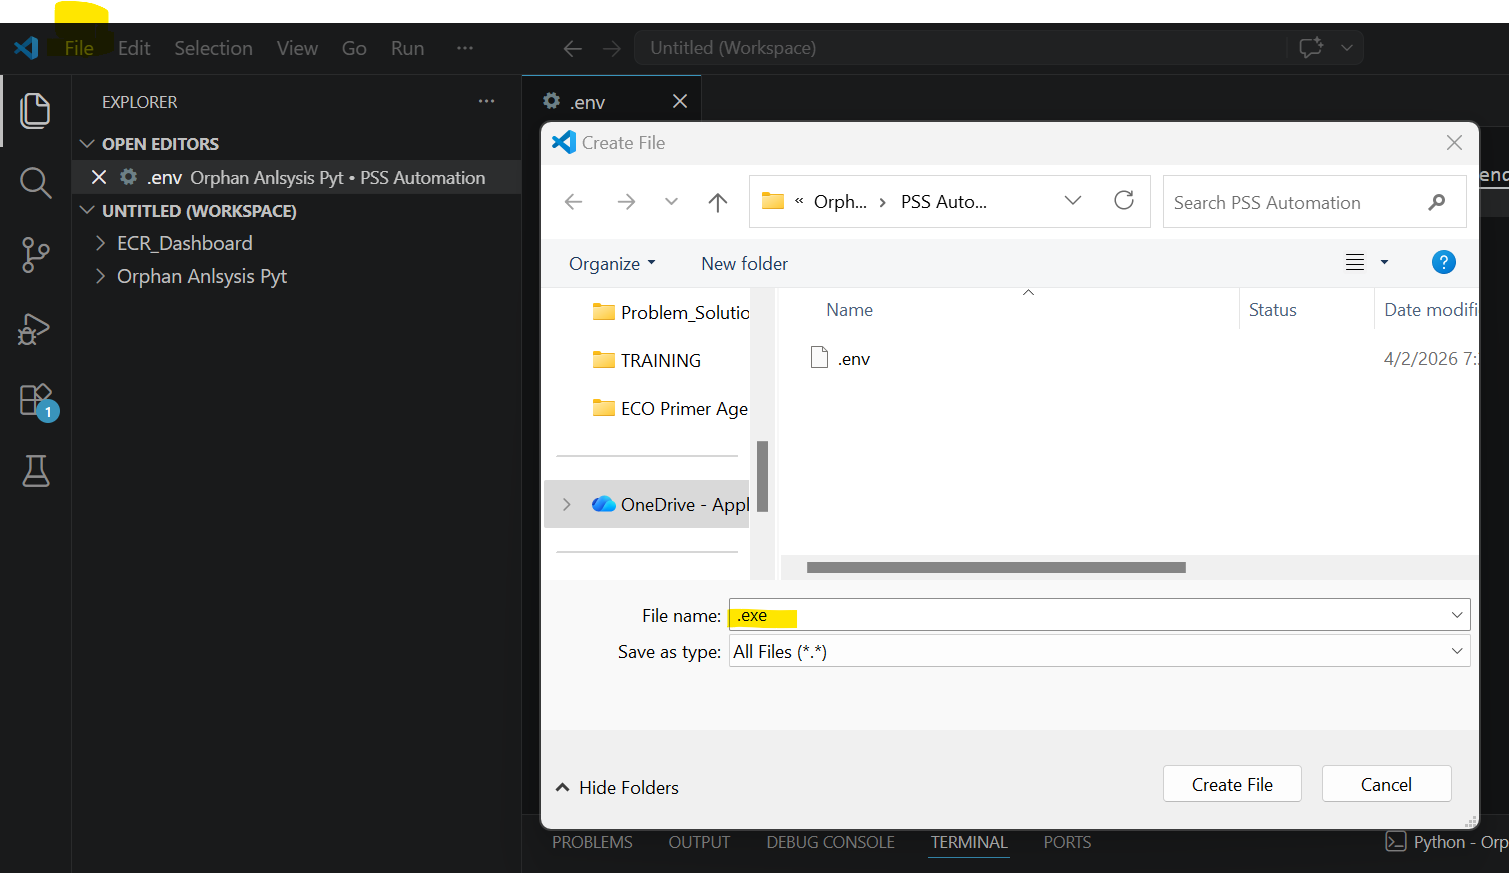 File Edit Selection View Go Run ··· Untitled (Workspace)
EXPLORER ···
.env
OPEN EDITORS
.env Orphan Anlsysis Pyt • PSS Automation
UNTITLED (WORKSPACE)
ECR_Dashboard
Orphan Anlsysis Pyt
1
Create File
« Orph... › PSS Auto...
Search PSS Automation
Organize New folder
?
Problem_Solutio
TRAINING
ECO Primer Age
OneDrive - Appl
Name Status Date modifi
.env 4/2/2026 7:
File name: .exe
Save as type: All Files (*.*)
Hide Folders
Create File Cancel
PROBLEMS OUTPUT DEBUG CONSOLE TERMINAL PORTS
Python - Orp